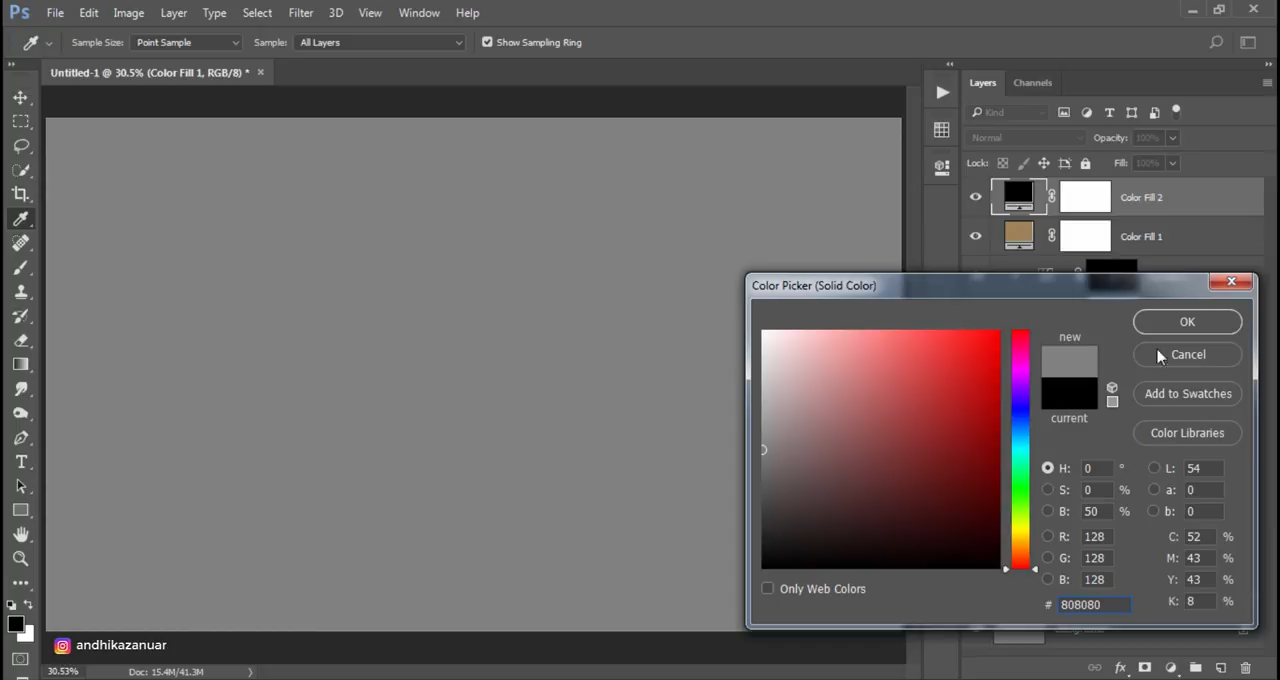 Ps File Edit Image Layer Type Select Filter 3D View Window Help
Sample Size: Point Sample Sample: All Layers Show Sampling Ring
Untitled-1 @ 30.5% (Color Fill 1, RGB/8) * ×
Layers Channels
Kind
Normal Opacity: 100%
Lock: Fill: 100%
Color Fill 2
Color Fill 1
Color Picker (Solid Color)
new
OK
Cancel
Add to Swatches
current
Color Libraries
H: 0 ° L: 54
S: 0 % a: 0
B: 50 % b: 0
R: 128 C: 52 %
G: 128 M: 43 %
B: 128 Y: 43 %
# 808080 K: 8 %
Only Web Colors
andhikazanuar
30.53% Doc: 15.4M/41.3M
fx